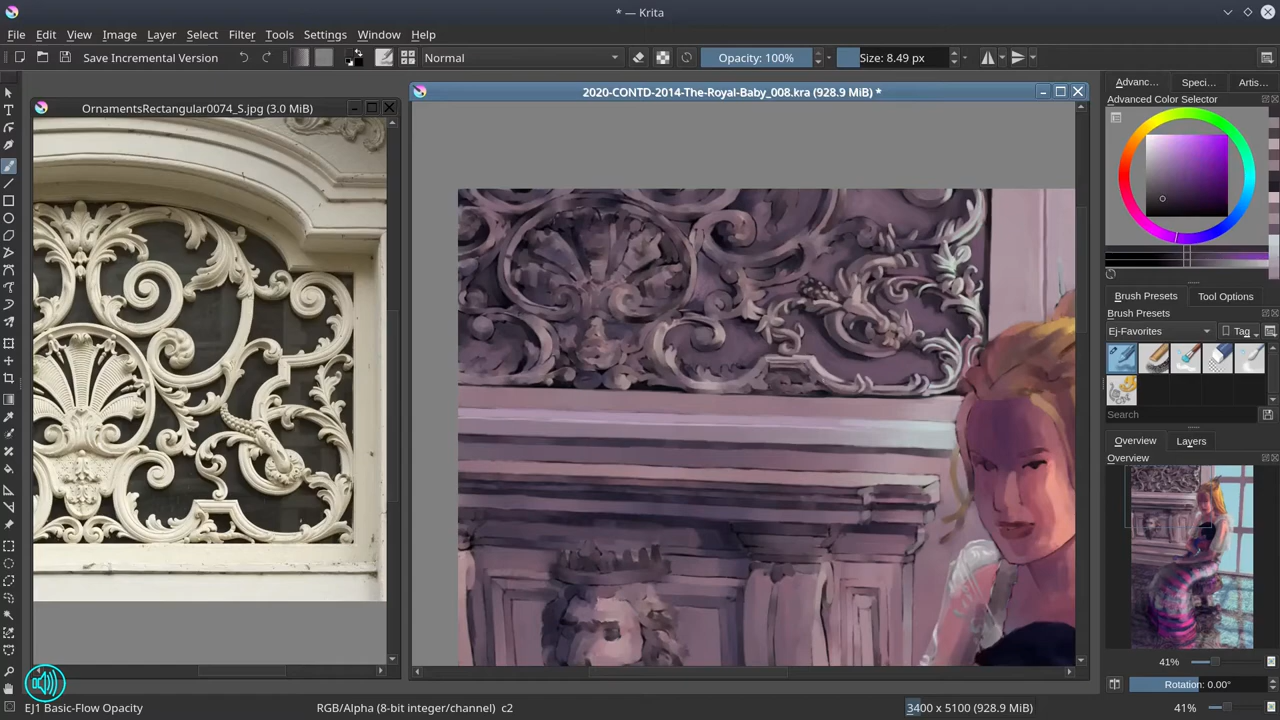 * — Krita
File Edit View Image Layer Select Filter Tools Settings Window Help
Save Incremental Version Normal Opacity: 100% Size: 8.49 px
OrnamentsRectangular0074_S.jpg (3.0 MiB)
2020-CONTD-2014-The-Royal-Baby_008.kra (928.9 MiB) *
Advanc... Speci... Artis...
Advanced Color Selector
Brush Presets Tool Options
Brush Presets
Ej-Favorites Tag
Search
Overview Layers
Overview
41%
Rotation: 0.00°
EJ1 Basic-Flow Opacity RGB/Alpha (8-bit integer/channel) c2 3400 x 5100 (928.9 MiB) 41%